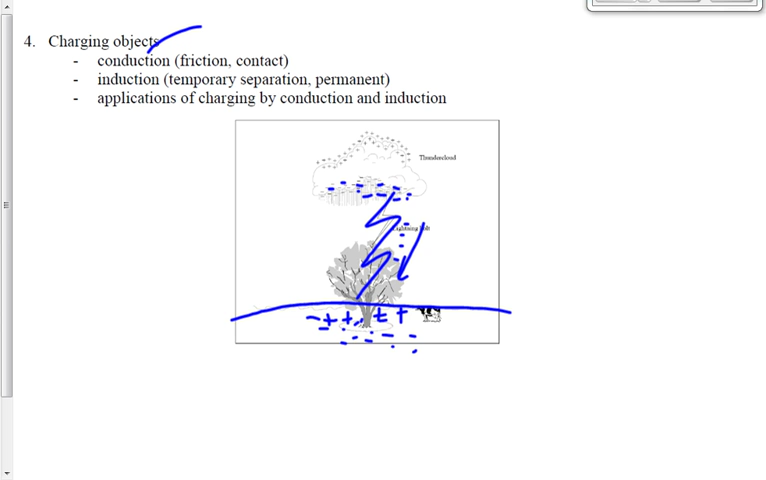 4. Charging objects
- conduction (friction, contact)
- induction (temporary separation, permanent)
- applications of charging by conduction and induction
Thundercloud